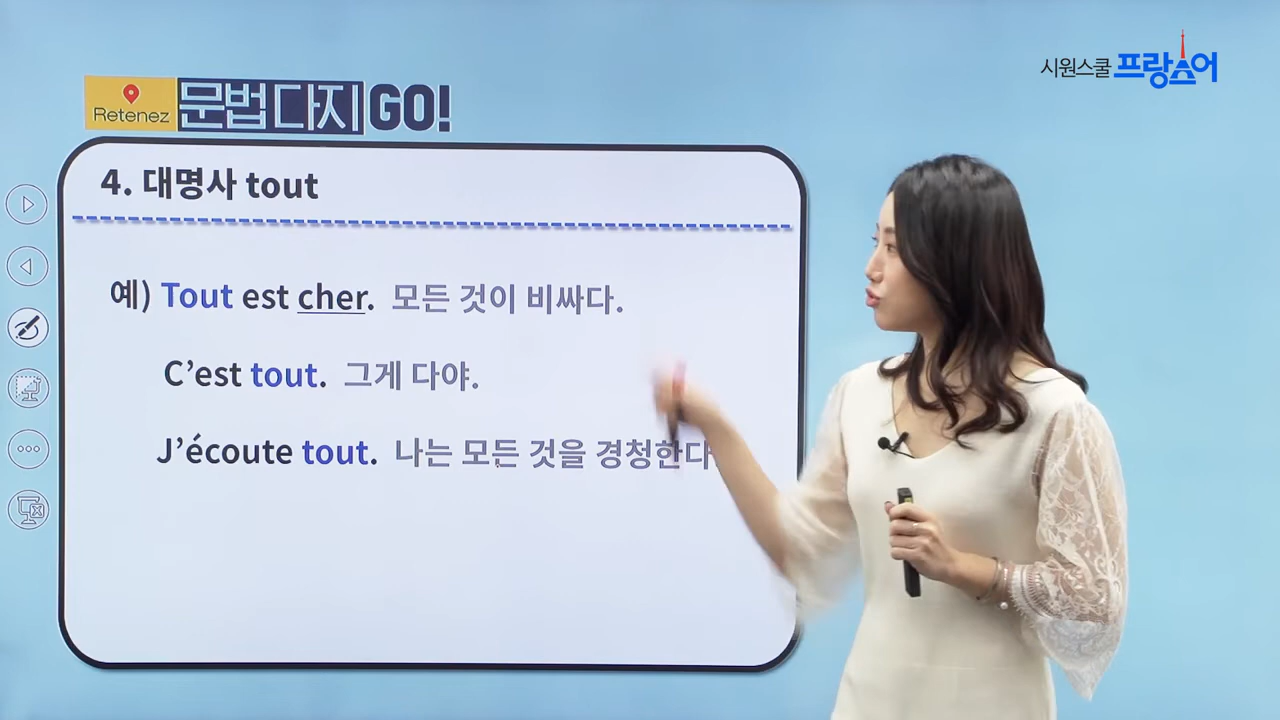 시원스쿨 프랑스어
Retenez 문법 다지 GO!
4. 대명사 tout
예) Tout est cher. 모든 것이 비싸다.
C’est tout. 그게 다야.
J’écoute tout. 나는 모든 것을 경청한다.